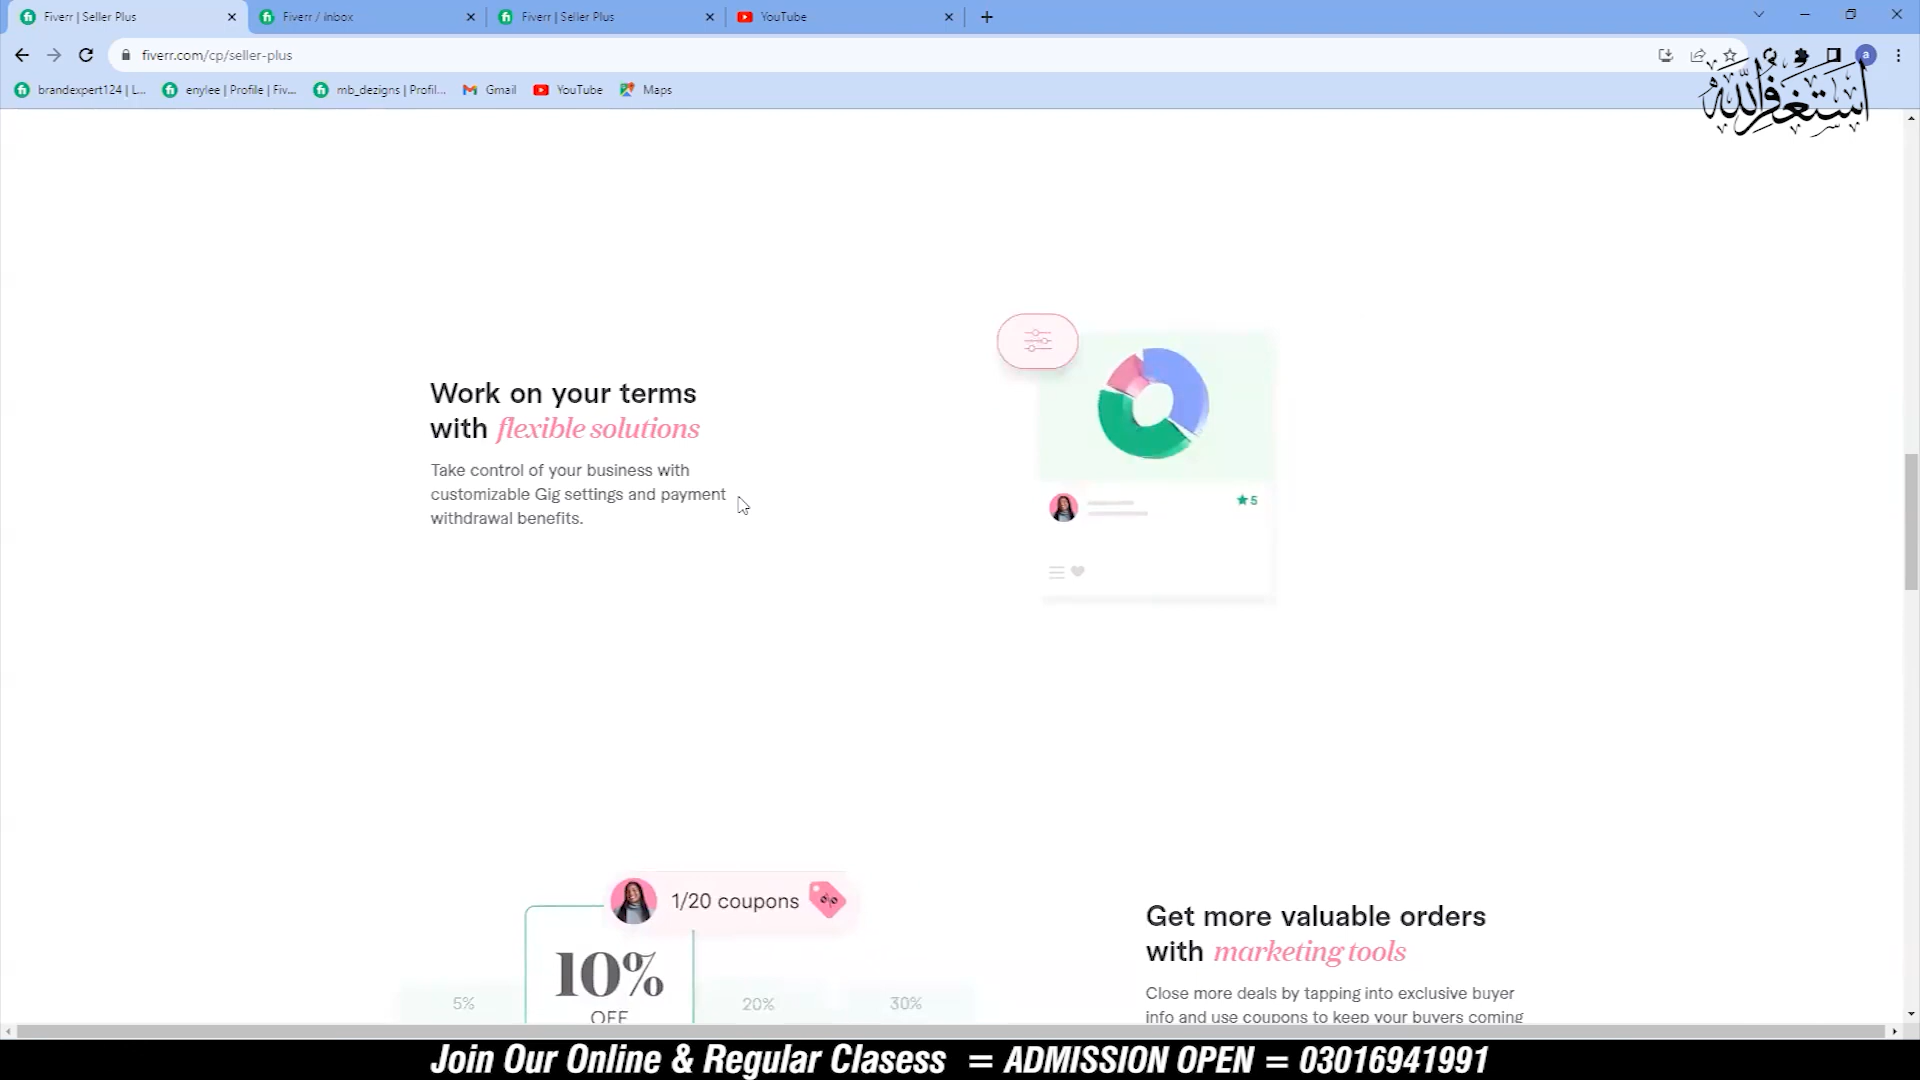 Fiverr | Seller Plus
Fiverr / Inbox
Fiverr | Seller Plus
YouTube
fiverr.com/cp/seller-plus
a
brandexpert124 | L...
enylee | Profile | Fiv...
mb_dezigns | Profil...
Gmail
YouTube
Maps
أستغفر الله
Work on your terms
with flexible solutions
Take control of your business with
customizable Gig settings and payment
withdrawal benefits.
5
1/20 coupons
%
10%
OFF
5%
20%
30%
Get more valuable orders
with marketing tools
Close more deals by tapping into exclusive buyer
info and use coupons to keep your buyers coming
Join Our Online & Regular Clasess = ADMISSION OPEN = 03016941991